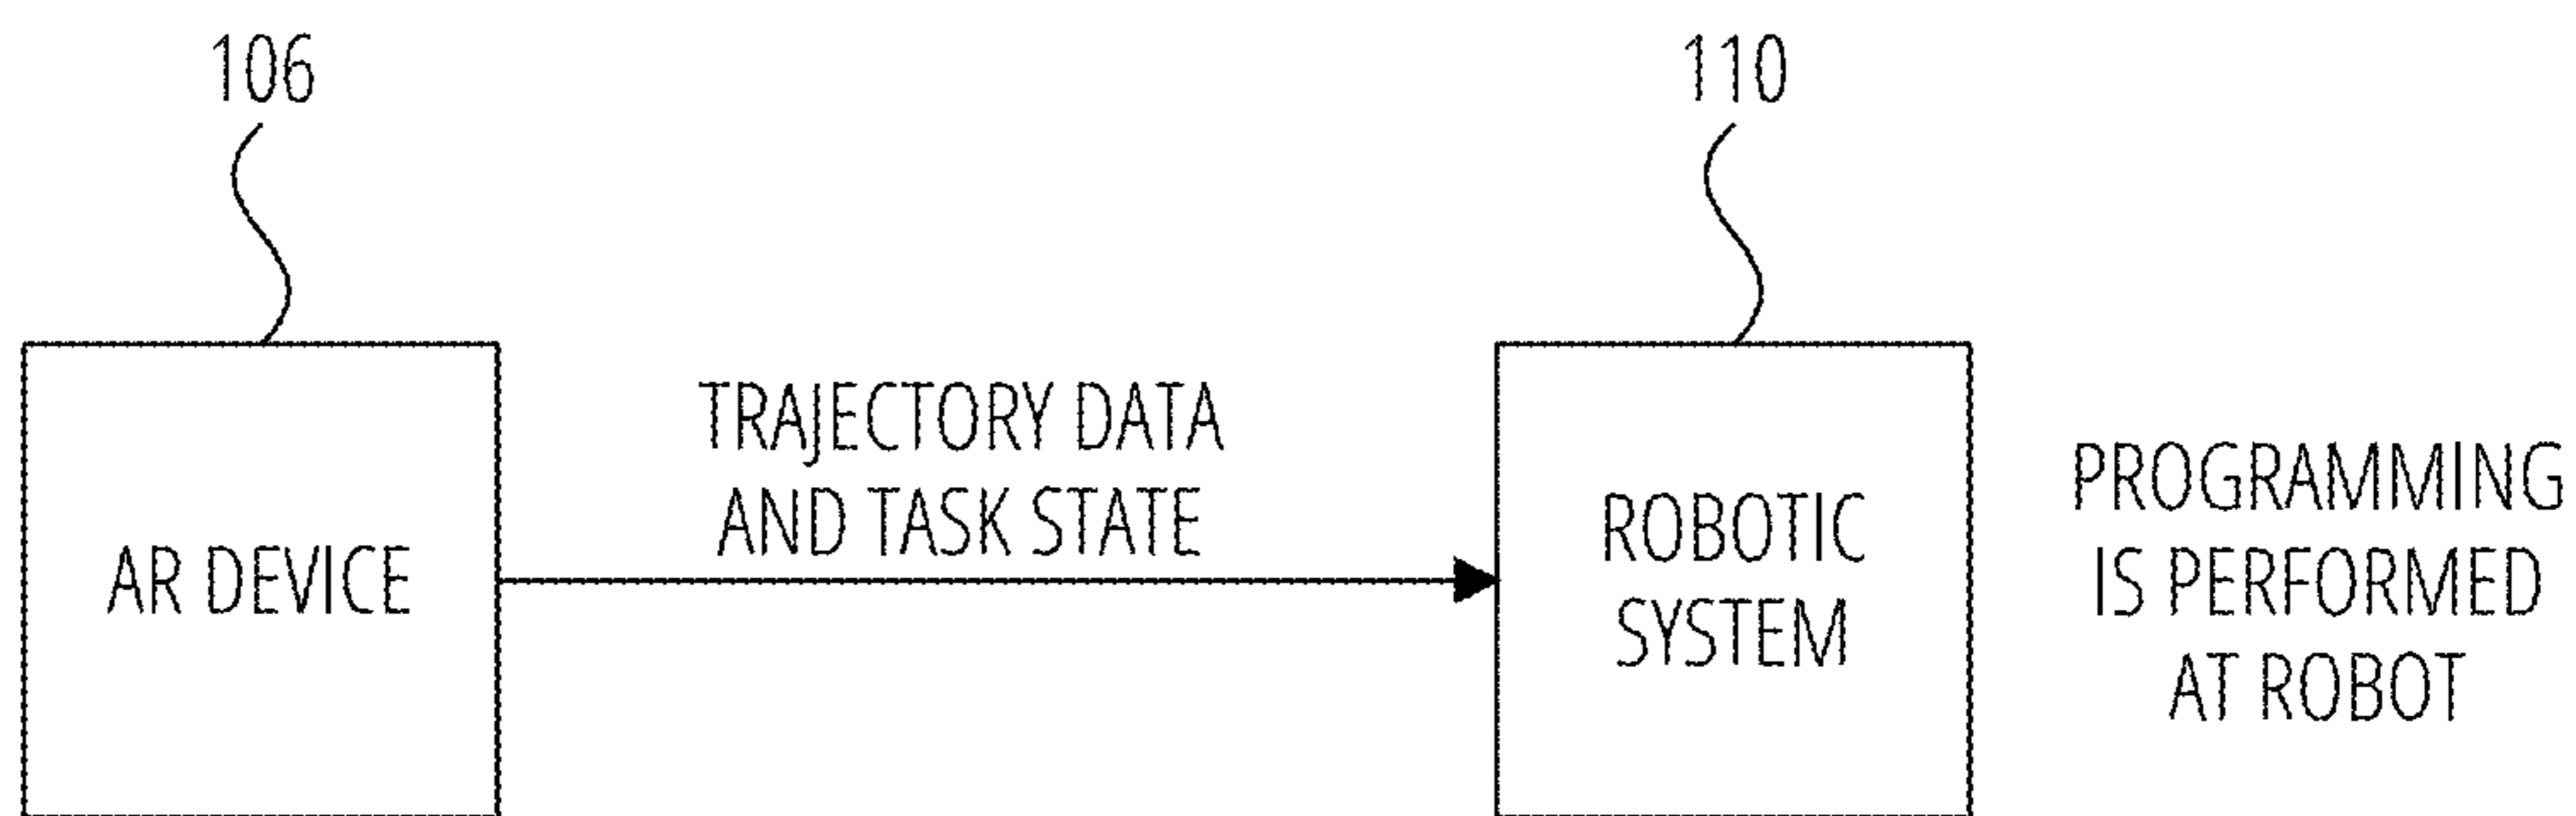 106
110
TRAJECTORY DATA
AND TASK STATE
AR DEVICE
ROBOTIC
SYSTEM
PROGRAMMING
IS PERFORMED
AT ROBOT